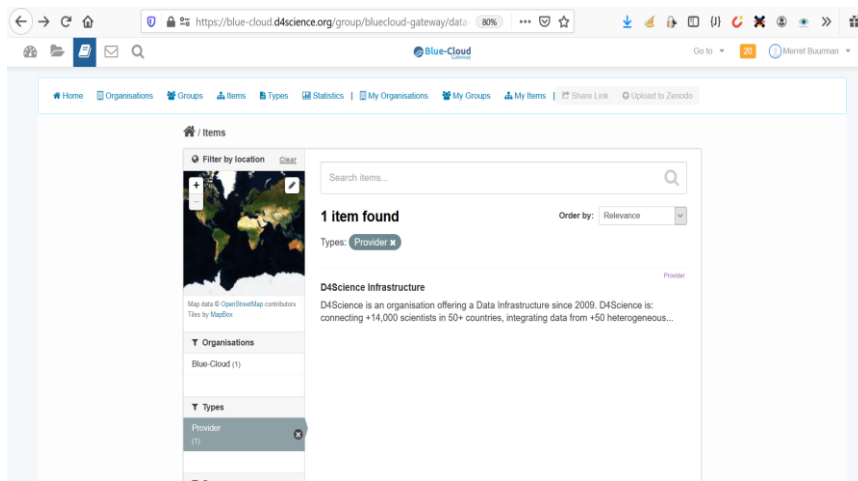 https://blue-cloud.d4science.org/group/bluecloud-gateway/data 80%
Blue-Cloud
Gateway
Go to 20 Merret Buurman
Home Organisations Groups Items Types Statistics | My Organisations My Groups My Items | Share Link Upload to Zenodo
/ Items
Filter by location Clear
+
-
Map data © OpenStreetMap contributors
Tiles by MapBox
Organisations
Blue-Cloud (1)
Types
Provider
(1)
Search items...
1 item found
Order by: Relevance
Types: Provider
Provider
D4Science Infrastructure
D4Science is an organisation offering a Data Infrastructure since 2009. D4Science is:
connecting +14,000 scientists in 50+ countries, integrating data from +50 heterogeneous...